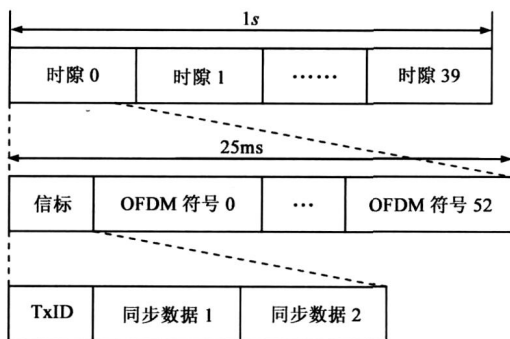 1s
时隙 0 时隙 1 …… 时隙 39
25ms
信标 OFDM 符号 0 … OFDM 符号 52
TxID 同步数据 1 同步数据 2